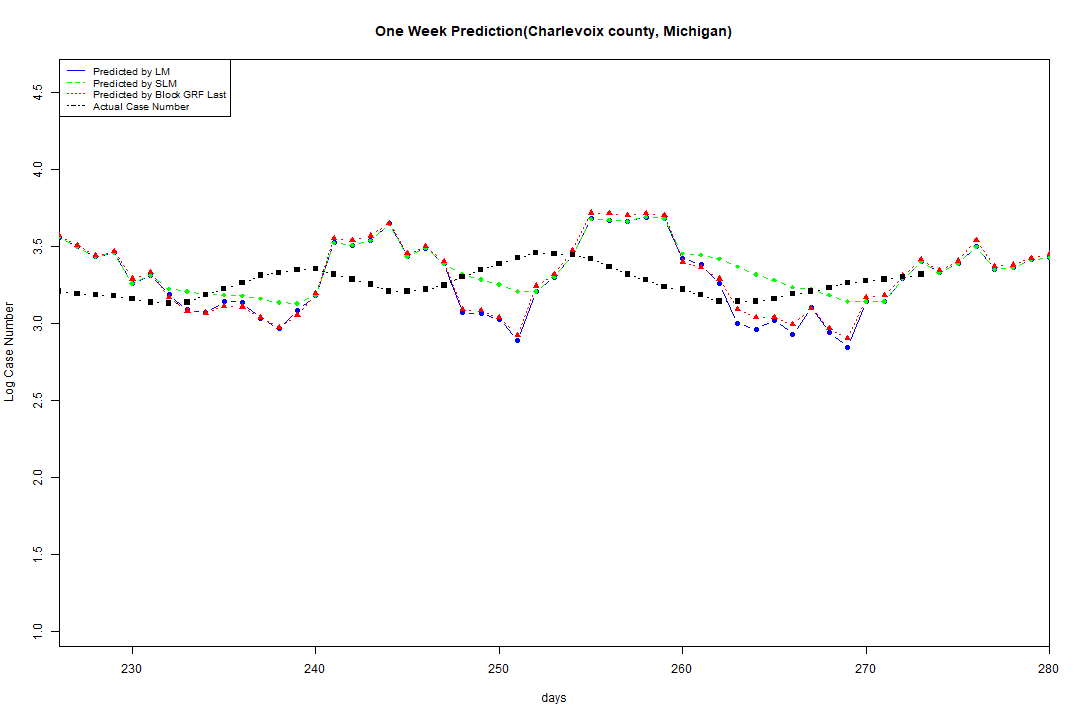 One Week Prediction(Charlevoix county, Michigan)
Predicted by LM
Predicted by SLM
Predicted by Block GRF Last
Actual Case Number
4.5
4.0
3.5
3.0
2.5
2.0
1.5
1.0
Log Case Number
230 240 250 260 270 280
days